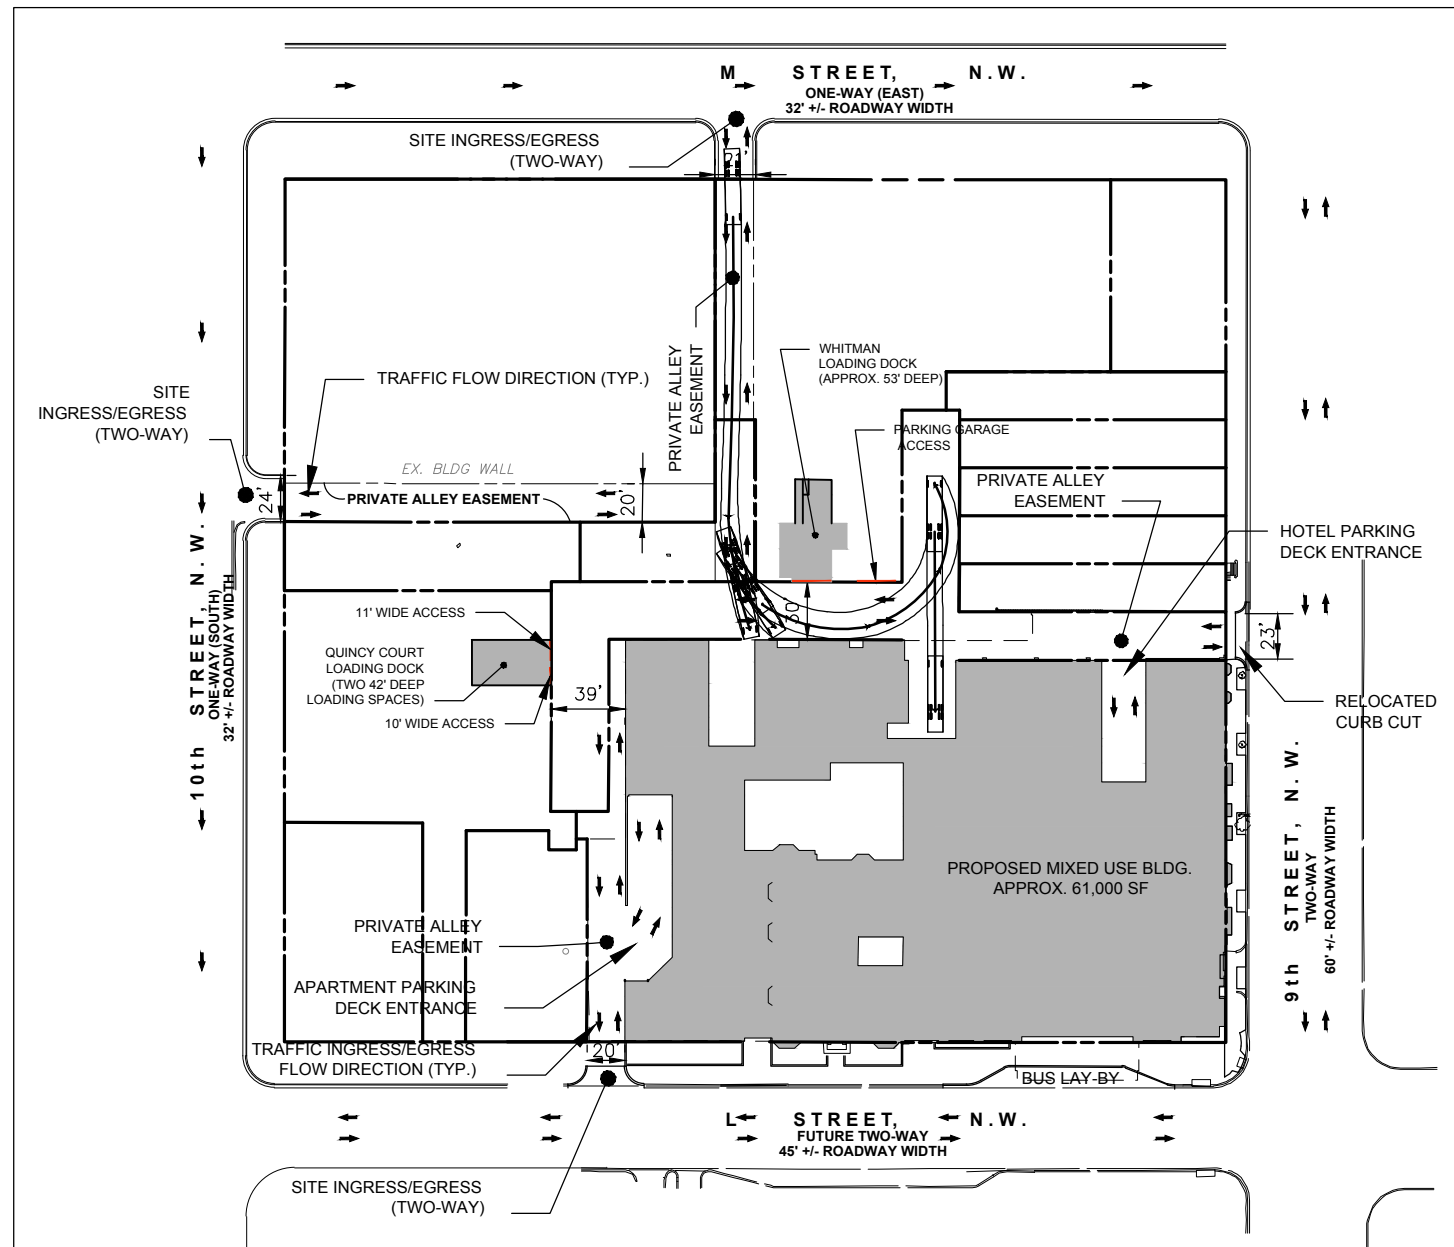 M STREET, N.W.
ONE-WAY (EAST)
32' +/- ROADWAY WIDTH
SITE INGRESS/EGRESS
(TWO-WAY)
21'
PRIVATE ALLEY
EASEMENT
WHITMAN
LOADING DOCK
(APPROX. 53' DEEP)
TRAFFIC FLOW DIRECTION (TYP.)
SITE
INGRESS/EGRESS
(TWO-WAY)
PARKING GARAGE
ACCESS
EX. BLDG WALL
PRIVATE ALLEY EASEMENT
24'
20'
PRIVATE ALLEY
EASEMENT
HOTEL PARKING
DECK ENTRANCE
10th STREET, N.W.
ONE-WAY (SOUTH)
32' +/- ROADWAY WIDTH
11' WIDE ACCESS
30'
23'
QUINCY COURT
LOADING DOCK
(TWO 42' DEEP
LOADING SPACES)
10' WIDE ACCESS
39'
RELOCATED
CURB CUT
PROPOSED MIXED USE BLDG.
APPROX. 61,000 SF
9th STREET, N.W.
TWO-WAY
60' +/- ROADWAY WIDTH
PRIVATE ALLEY
EASEMENT
APARTMENT PARKING
DECK ENTRANCE
TRAFFIC INGRESS/EGRESS
FLOW DIRECTION (TYP.)
20'
BUS LAY-BY
L STREET, N.W.
FUTURE TWO-WAY
45' +/- ROADWAY WIDTH
SITE INGRESS/EGRESS
(TWO-WAY)